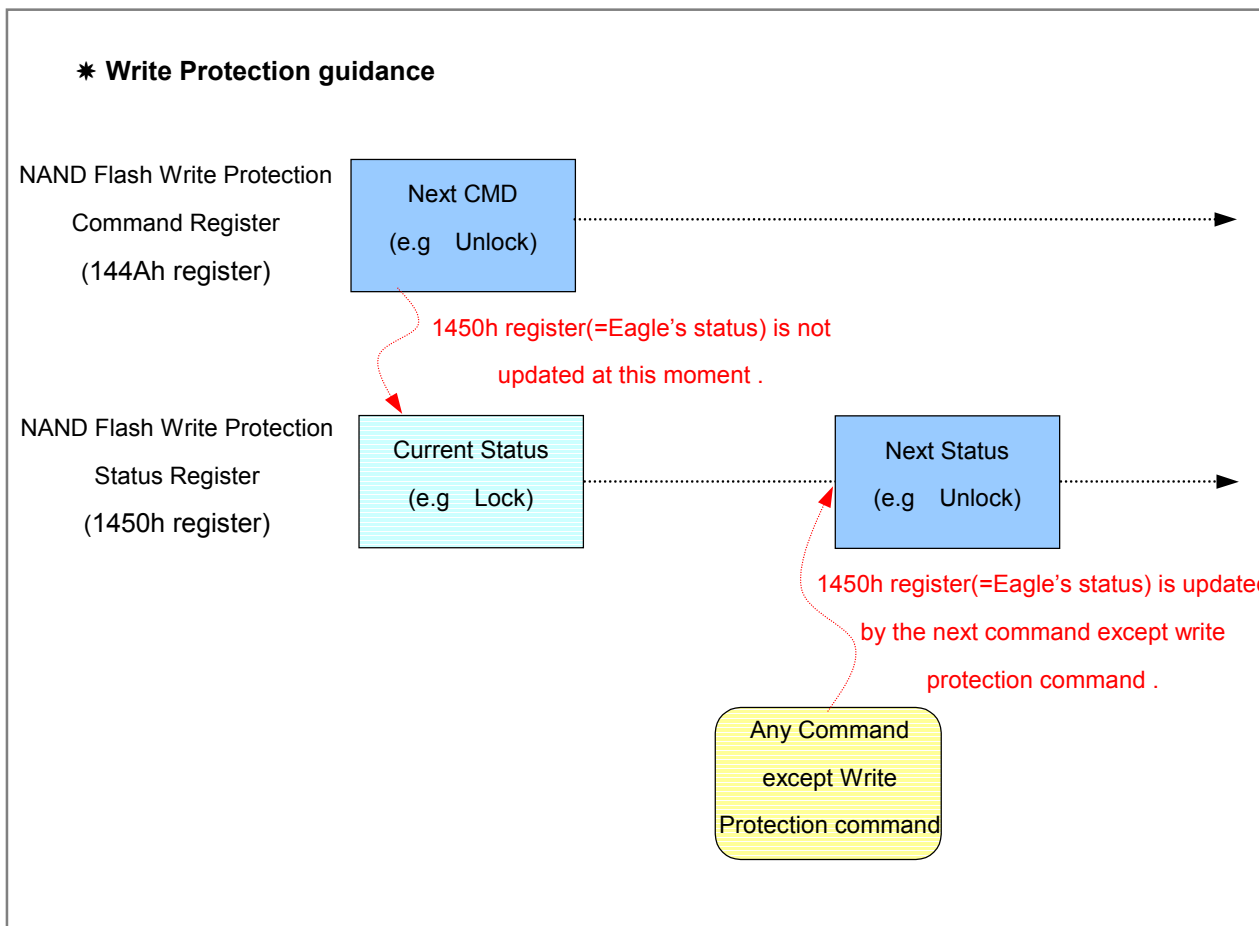 ✷ Write Protection guidance
NAND Flash Write Protection
Command Register
(144Ah register)
Next CMD
(e.g Unlock)
1450h register(=Eagle's status) is not
updated at this moment .
NAND Flash Write Protection
Status Register
(1450h register)
Current Status
(e.g Lock)
Next Status
(e.g Unlock)
1450h register(=Eagle's status) is updated
by the next command except write
protection command .
Any Command
except Write
Protection command